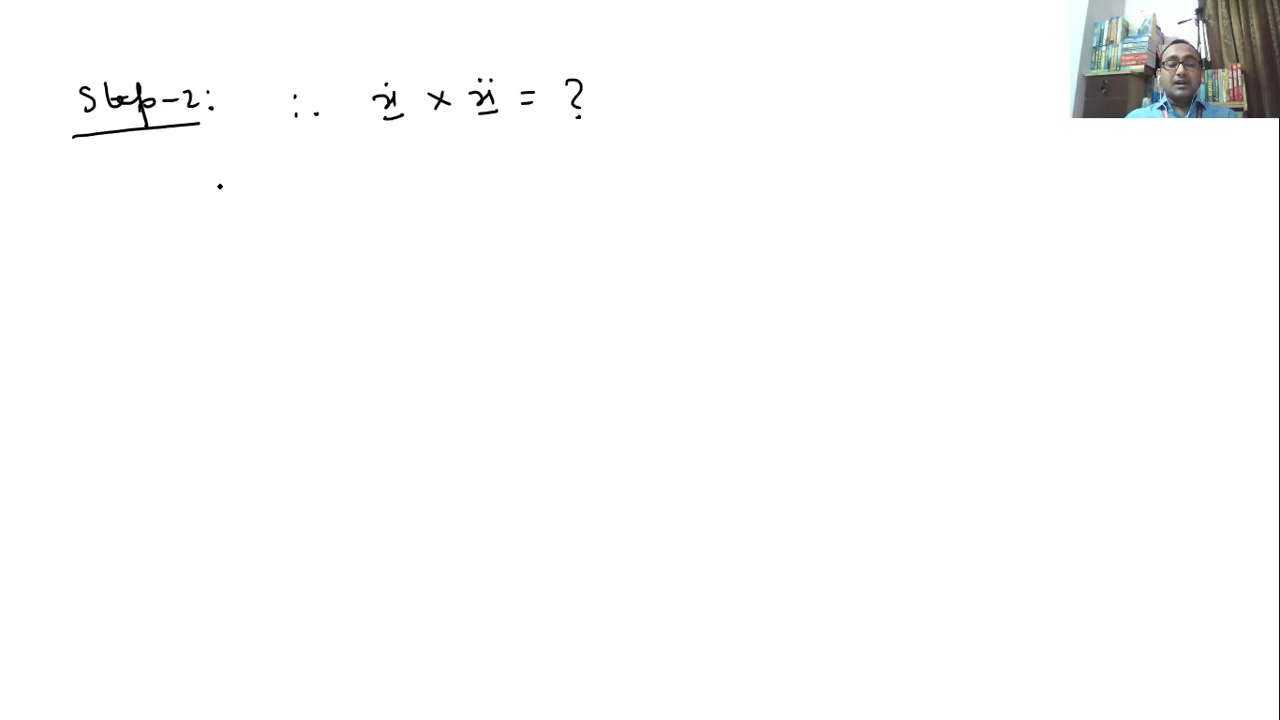 Step-2: ∴ ẋ × ẍ = ?